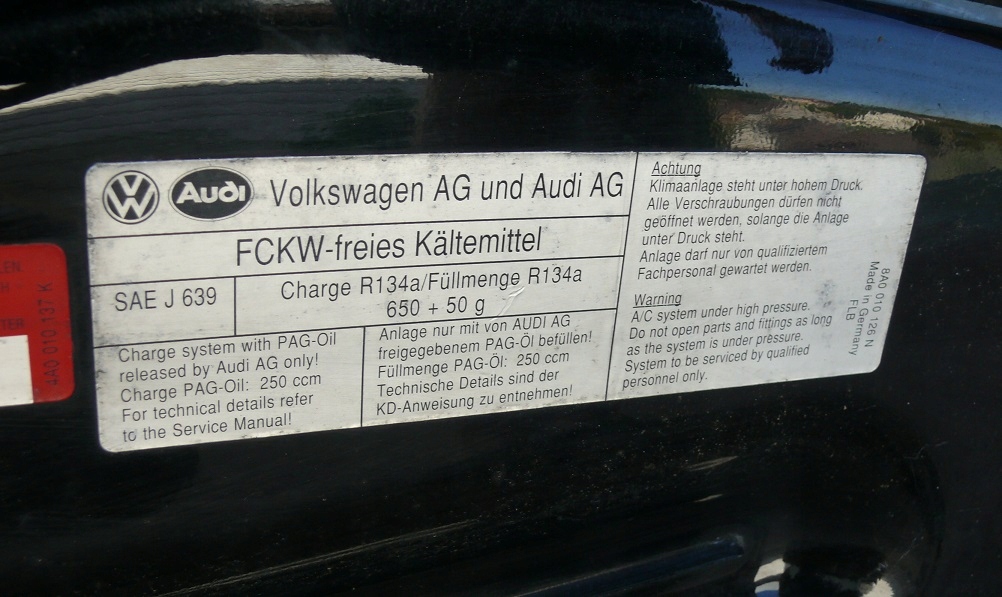 VW Audi Volkswagen AG und Audi AG
FCKW-freies Kältemittel
SAE J 639
Charge R134a/Füllmenge R134a
650 + 50 g
Charge system with PAG-Oil
released by Audi AG only!
Charge PAG-Oil: 250 ccm
For technical details refer
to the Service Manual!
Anlage nur mit von AUDI AG
freigegebenem PAG-Öl befüllen!
Füllmenge PAG-Öl: 250 ccm
Technische Details sind der
KD-Anweisung zu entnehmen!
Achtung
Klimaanlage steht unter hohem Druck.
Alle Verschraubungen dürfen nicht
geöffnet werden, solange die Anlage
unter Druck steht.
Anlage darf nur von qualifiziertem
Fachpersonal gewartet werden.
Warning
A/C system under high pressure.
Do not open parts and fittings as long
as the system is under pressure.
System to be serviced by qualified
personnel only.
8A0 010 126 N
Made in Germany
FLB
4A0 010 137 K